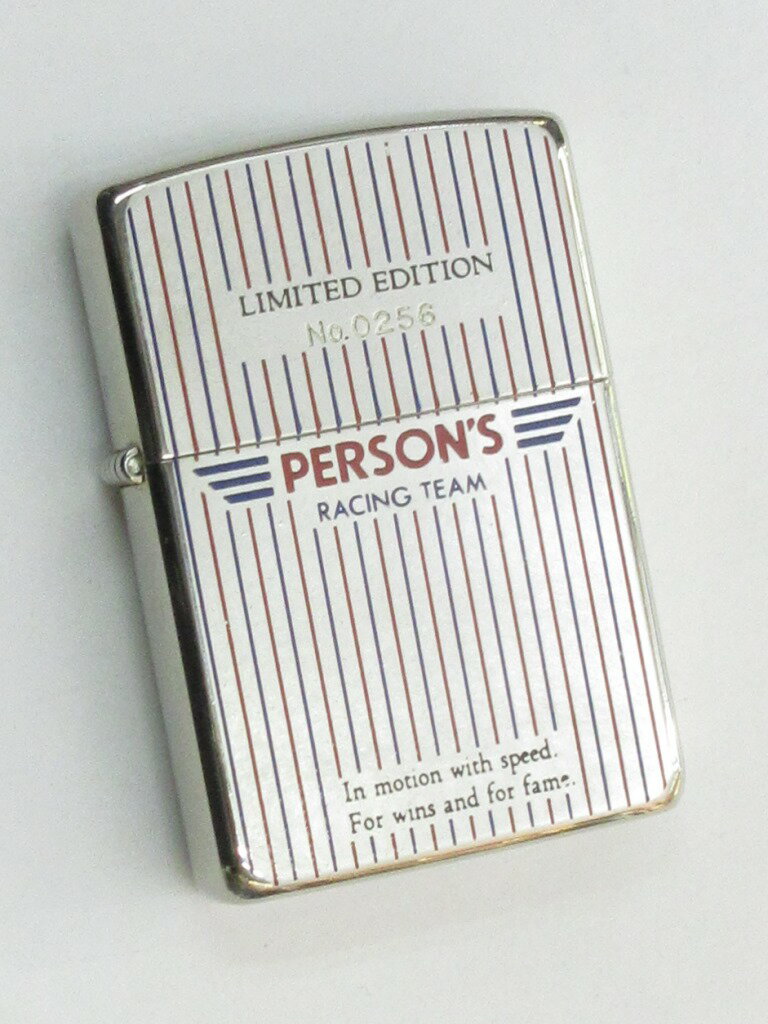 LIMITED EDITION
No.0256
PERSON'S
RACING TEAM
In motion with speed.
For wins and for fame.